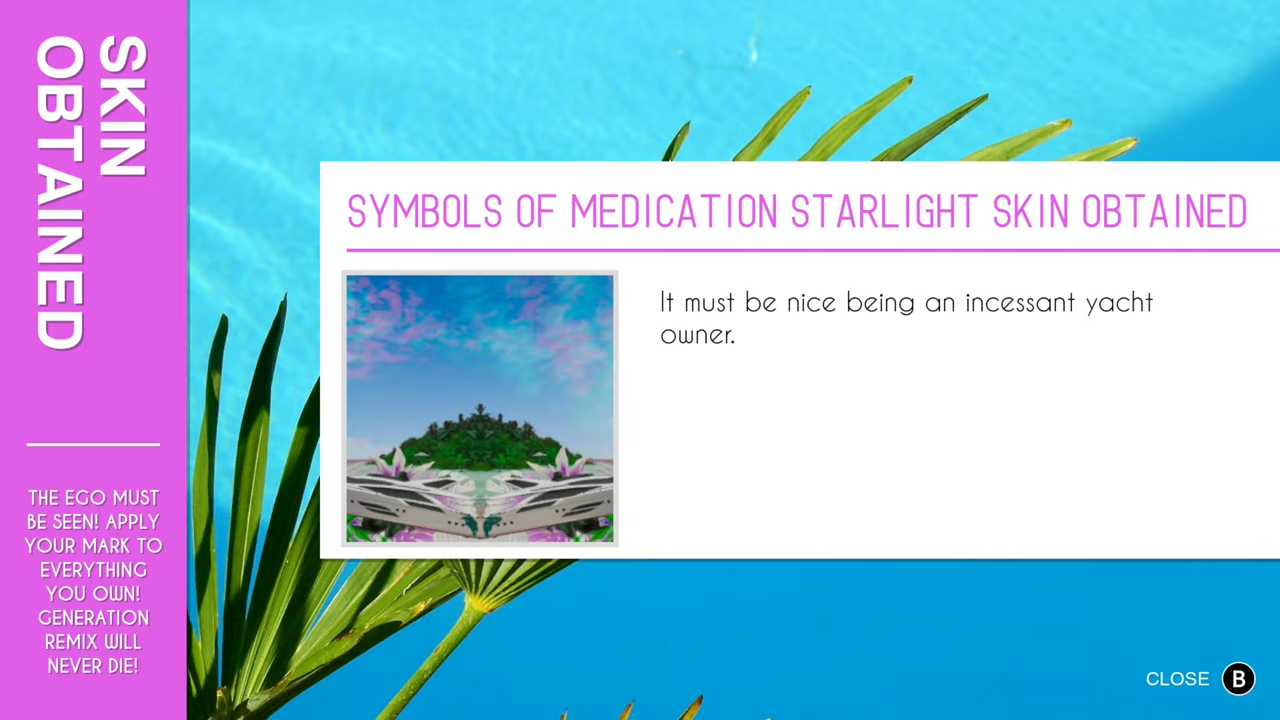 SKIN
OBTAINED
THE EGO MUST
BE SEEN! APPLY
YOUR MARK TO
EVERYTHING
YOU OWN!
GENERATION
REMIX WILL
NEVER DIE!
SYMBOLS OF MEDICATION STARLIGHT SKIN OBTAINED
It must be nice being an incessant yacht
owner.
CLOSE B